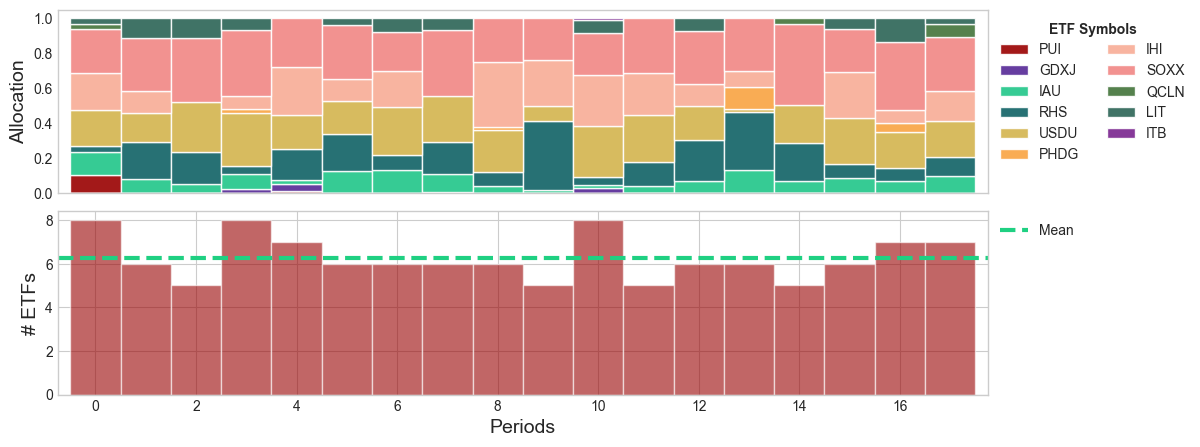 1.0
0.8
0.6
0.4
0.2
0.0
Allocation
ETF Symbols
PUI
GDXJ
IAU
RHS
USDU
PHDG
IHI
SOXX
QCLN
LIT
ITB
8
6
4
2
0
# ETFs
Mean
0 2 4 6 8 10 12 14 16
Periods